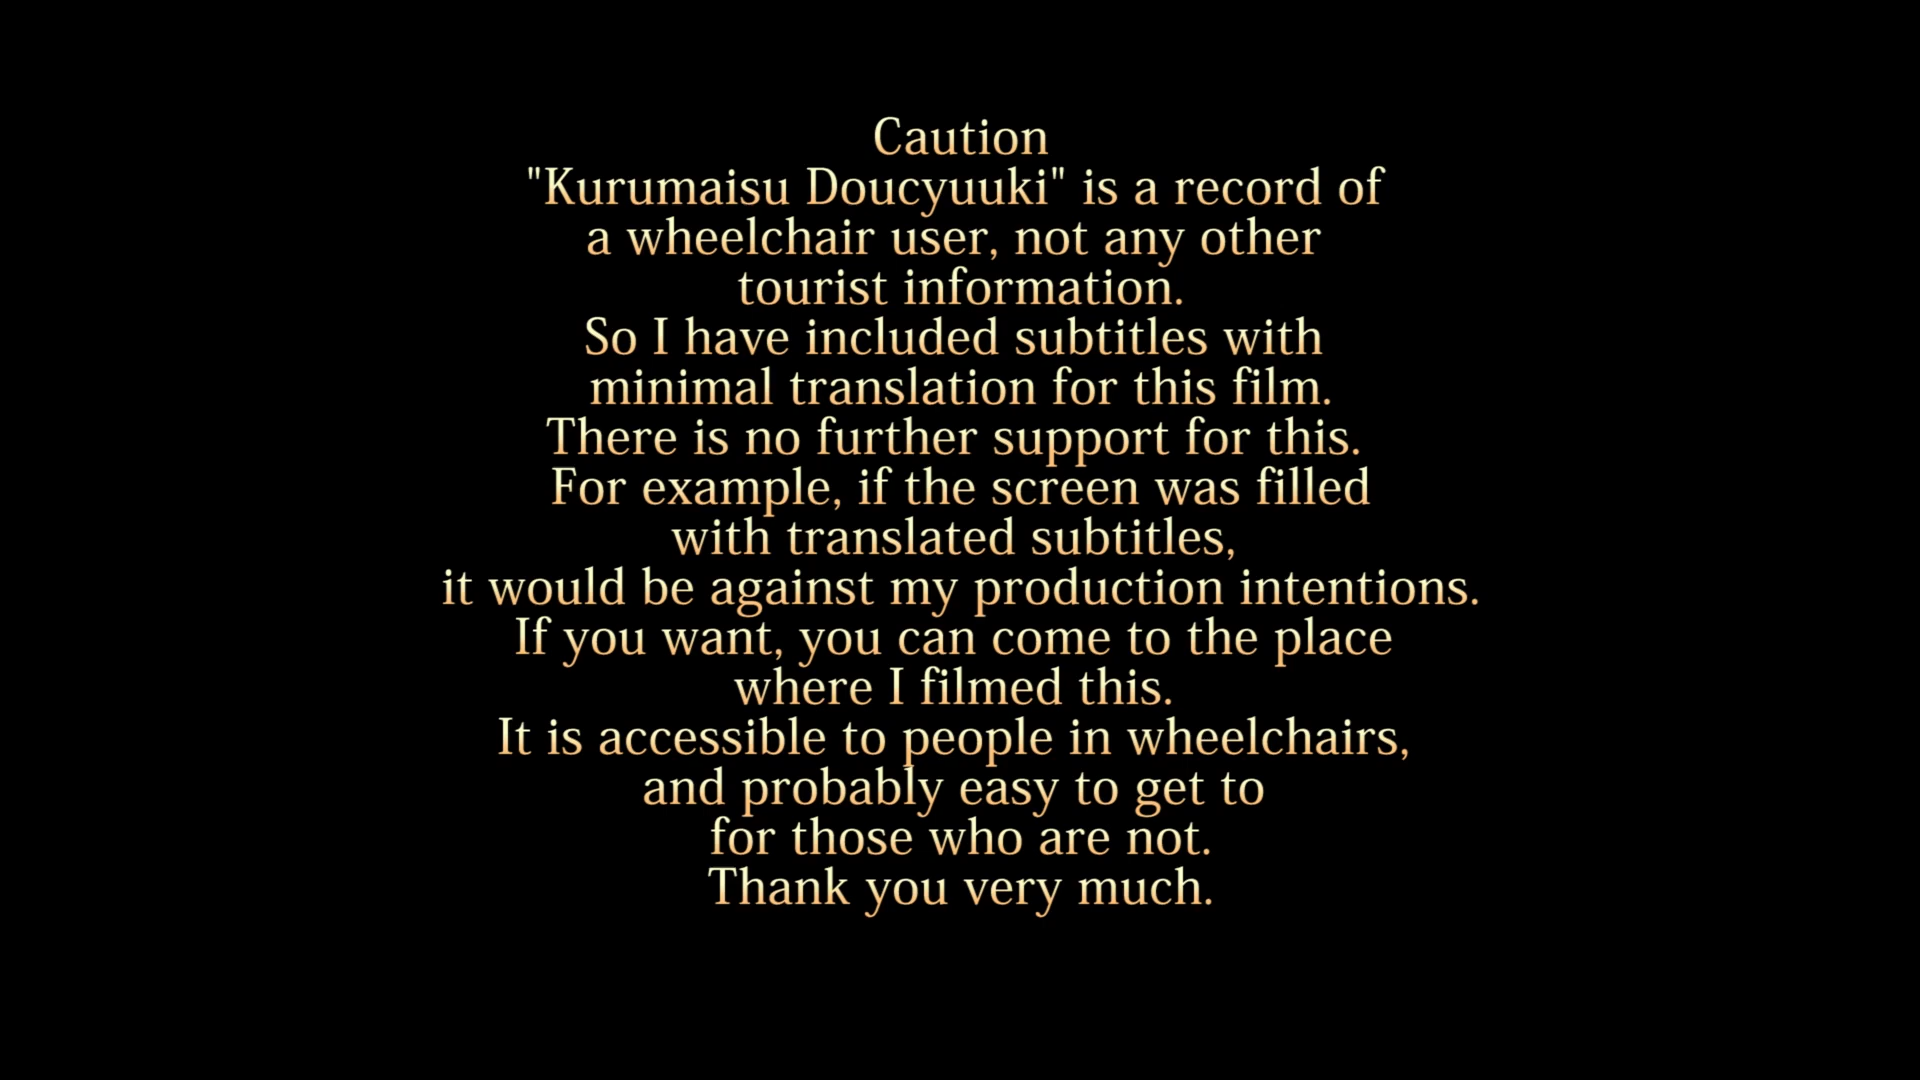 Caution
"Kurumaisu Doucyuuki" is a record of
a wheelchair user, not any other
tourist information.
So I have included subtitles with
minimal translation for this film.
There is no further support for this.
For example, if the screen was filled
with translated subtitles,
it would be against my production intentions.
If you want, you can come to the place
where I filmed this.
It is accessible to people in wheelchairs,
and probably easy to get to
for those who are not.
Thank you very much.